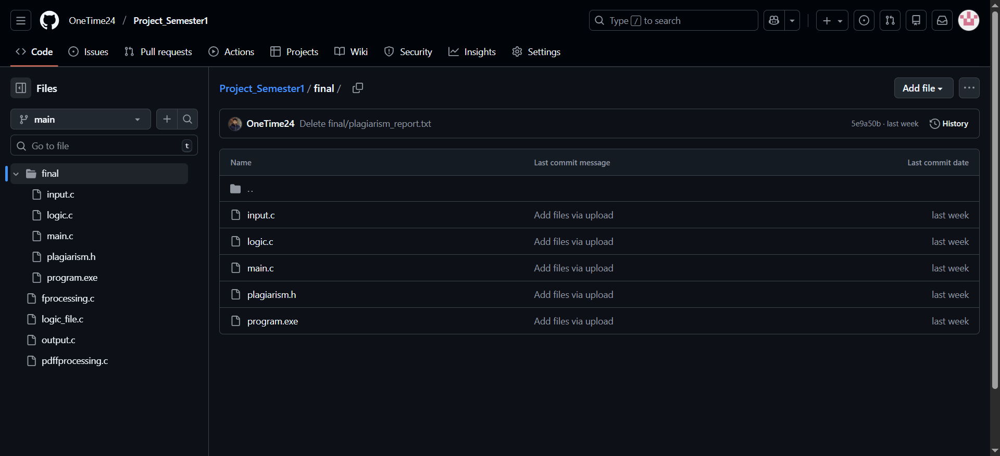 OneTime24 / Project_Semester1
Type / to search
Code Issues Pull requests Actions Projects Wiki Security Insights Settings
Files
main
Go to file t
final
input.c
logic.c
main.c
plagiarism.h
program.exe
fprocessing.c
logic_file.c
output.c
pdffprocessing.c
Project_Semester1 / final /
Add file
OneTime24 Delete final/plagiarism_report.txt 5e9a50b · last week History
Name Last commit message Last commit date
..
input.c Add files via upload last week
logic.c Add files via upload last week
main.c Add files via upload last week
plagiarism.h Add files via upload last week
program.exe Add files via upload last week